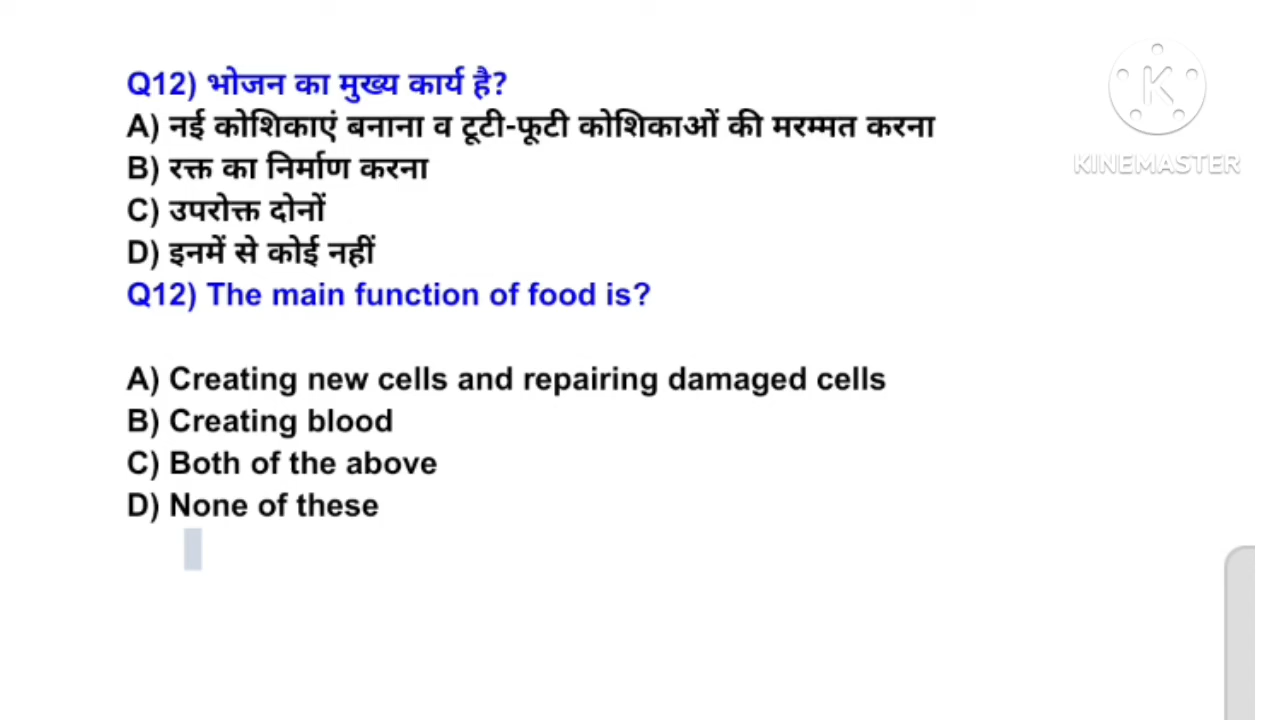 Q12) भोजन का मुख्य कार्य है?
A) नई कोशिकाएं बनाना व टूटी-फूटी कोशिकाओं की मरम्मत करना
B) रक्त का निर्माण करना
C) उपरोक्त दोनों
D) इनमें से कोई नहीं
Q12) The main function of food is?
A) Creating new cells and repairing damaged cells
B) Creating blood
C) Both of the above
D) None of these
K
KINEMASTER